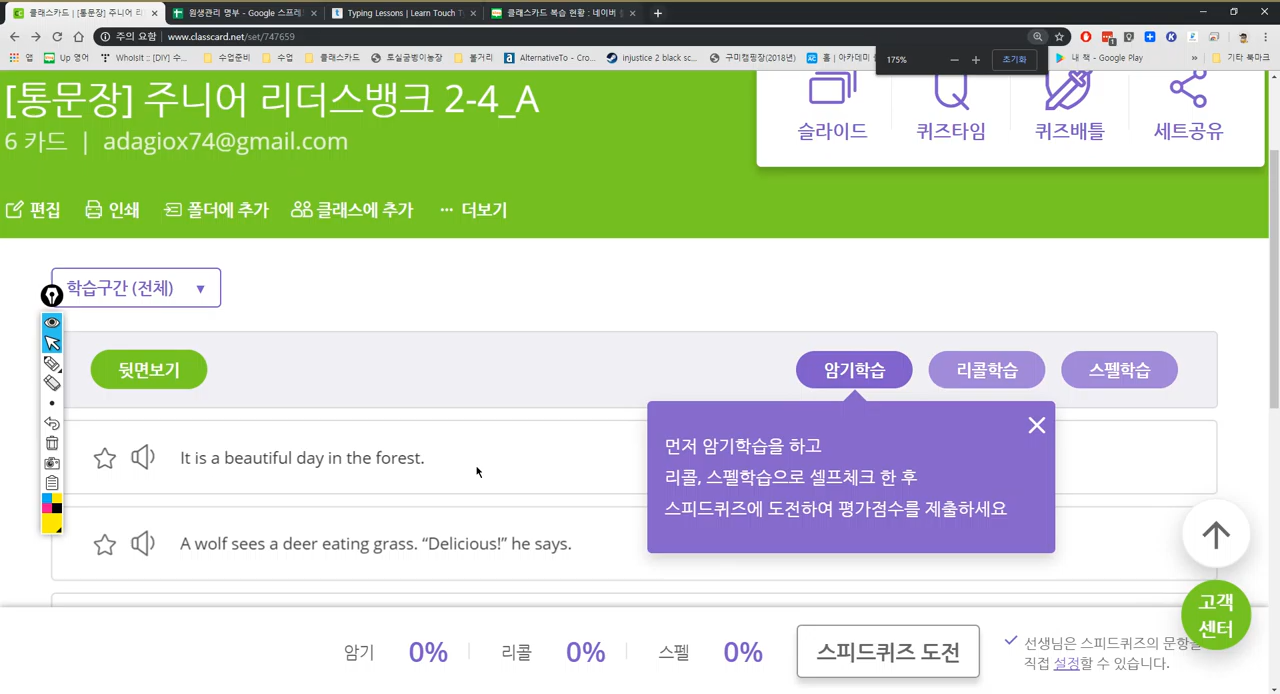 클래스카드 | [통문장] 주니어 리더
원생관리 명부 - Google 스프레
Typing Lessons | Learn Touch T
클래스카드 복습 현황 : 네이버
주의 요함 | www.classcard.net/set/747659
앱
Up 영어
WhoIsIt :: [DIY] 수...
수업준비
수업
클래스카드
토실굼벵이농장
볼거리
AlternativeTo - Cro...
injustice 2 black sc...
구미캠핑장(2018년)
홈 | 아카데미
175%
초기화
내 책 - Google Play
기타 북마크
[통문장] 주니어 리더스뱅크 2-4_A
6 카드 | adagiox74@gmail.com
슬라이드
퀴즈타임
퀴즈배틀
세트공유
편집
인쇄
폴더에 추가
클래스에 추가
··· 더보기
학습구간 (전체) ▼
뒷면보기
암기학습
리콜학습
스펠학습
먼저 암기학습을 하고
리콜, 스펠학습으로 셀프체크 한 후
스피드퀴즈에 도전하여 평가점수를 제출하세요
It is a beautiful day in the forest.
A wolf sees a deer eating grass. “Delicious!” he says.
고객
센터
암기 0%
리콜 0%
스펠 0%
스피드퀴즈 도전
선생님은 스피드퀴즈의 문항을
직접 설정할 수 있습니다.